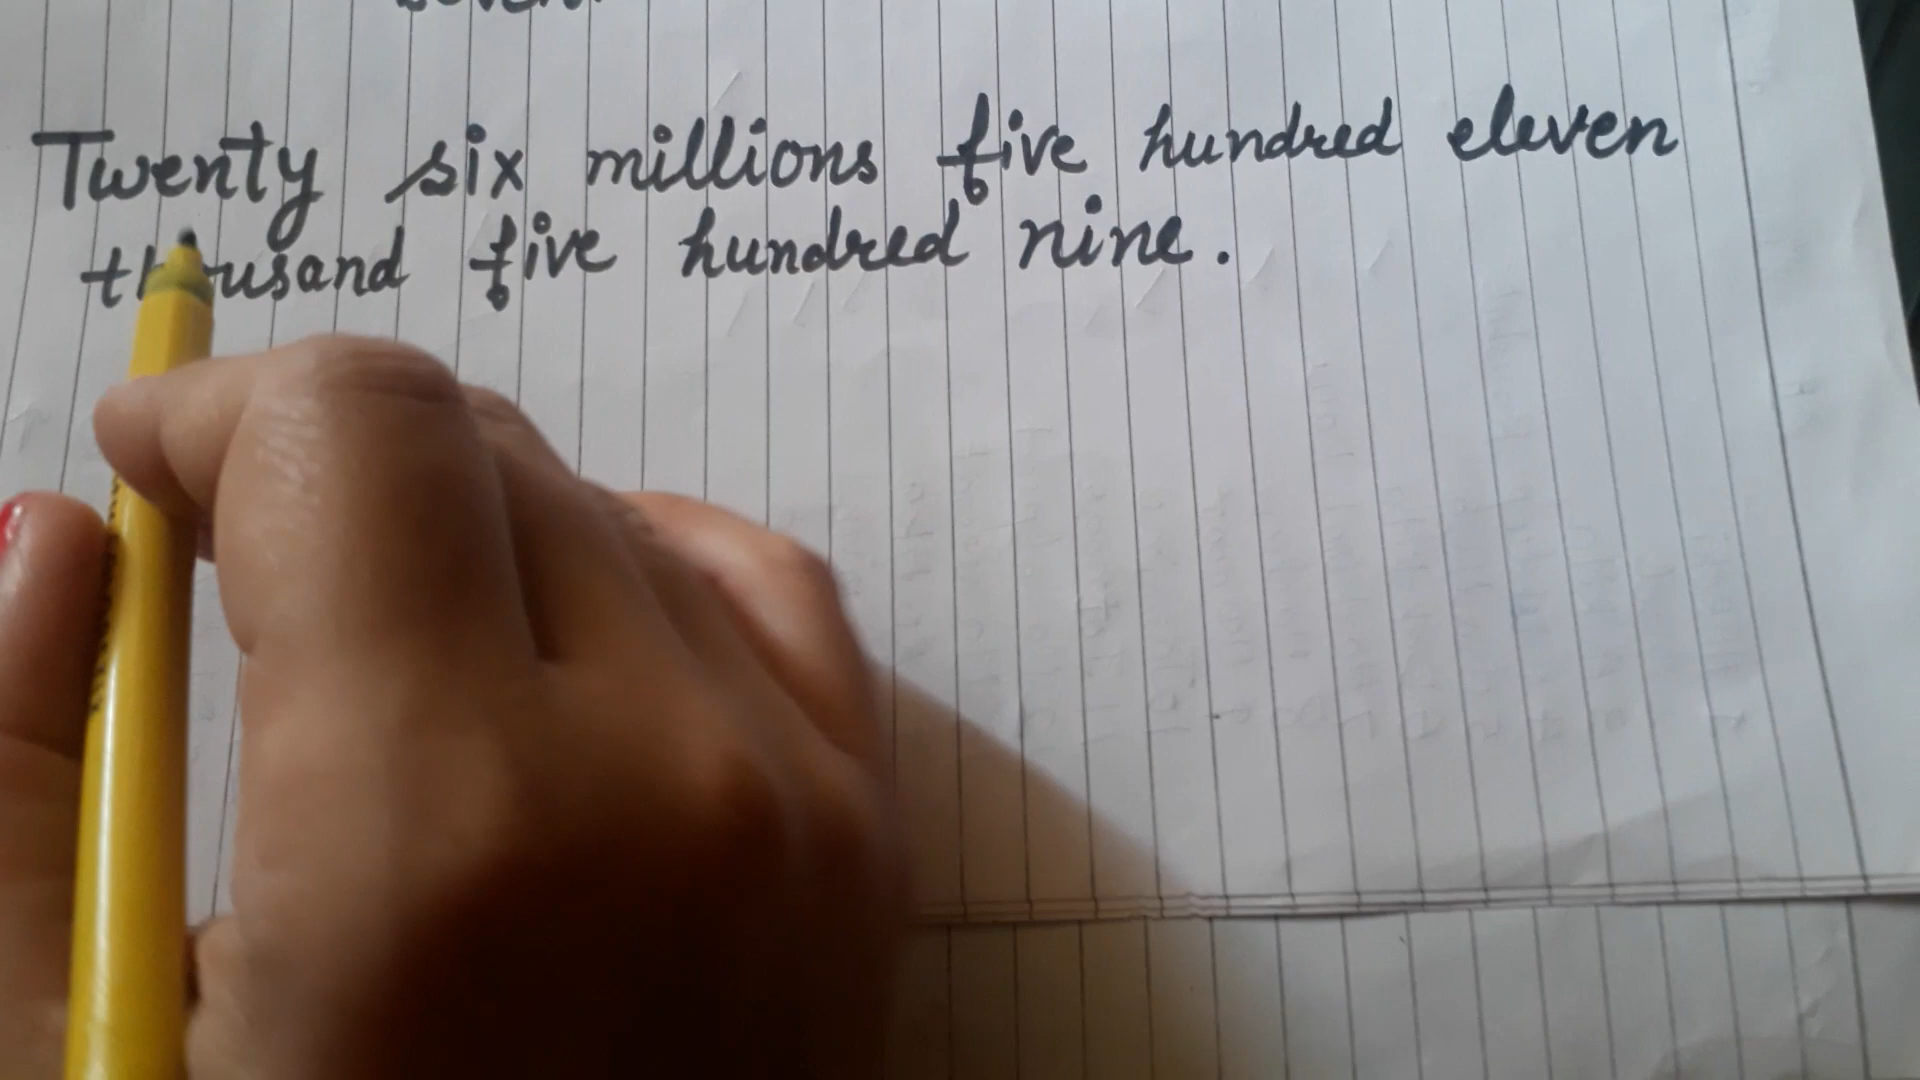 Twenty six millions five hundred eleven
thousand five hundred nine.